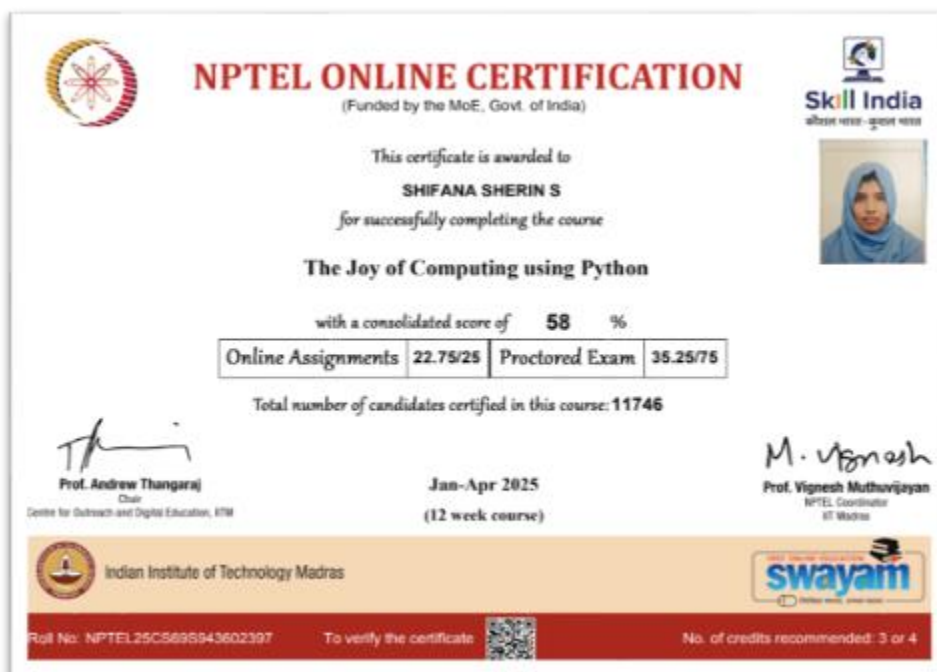 NPTEL ONLINE CERTIFICATION
(Funded by the MoE, Govt. of India)
Skill India
कौशल भारत - कुशल भारत
This certificate is awarded to
SHIFANA SHERIN S
for successfully completing the course
The Joy of Computing using Python
with a consolidated score of 58 %
Online Assignments 22.75/25 Proctored Exam 35.25/75
Total number of candidates certified in this course: 11746
M. Vignesh
Prof. Andrew Thangaraj
Chair
Centre for Outreach and Digital Education, IITM
Jan-Apr 2025
(12 week course)
Prof. Vignesh Muthuvijayan
NPTEL Coordinator
IIT Madras
Indian Institute of Technology Madras
swayam
Roll No: NPTEL25CS69S943602397 To verify the certificate No. of credits recommended: 3 or 4